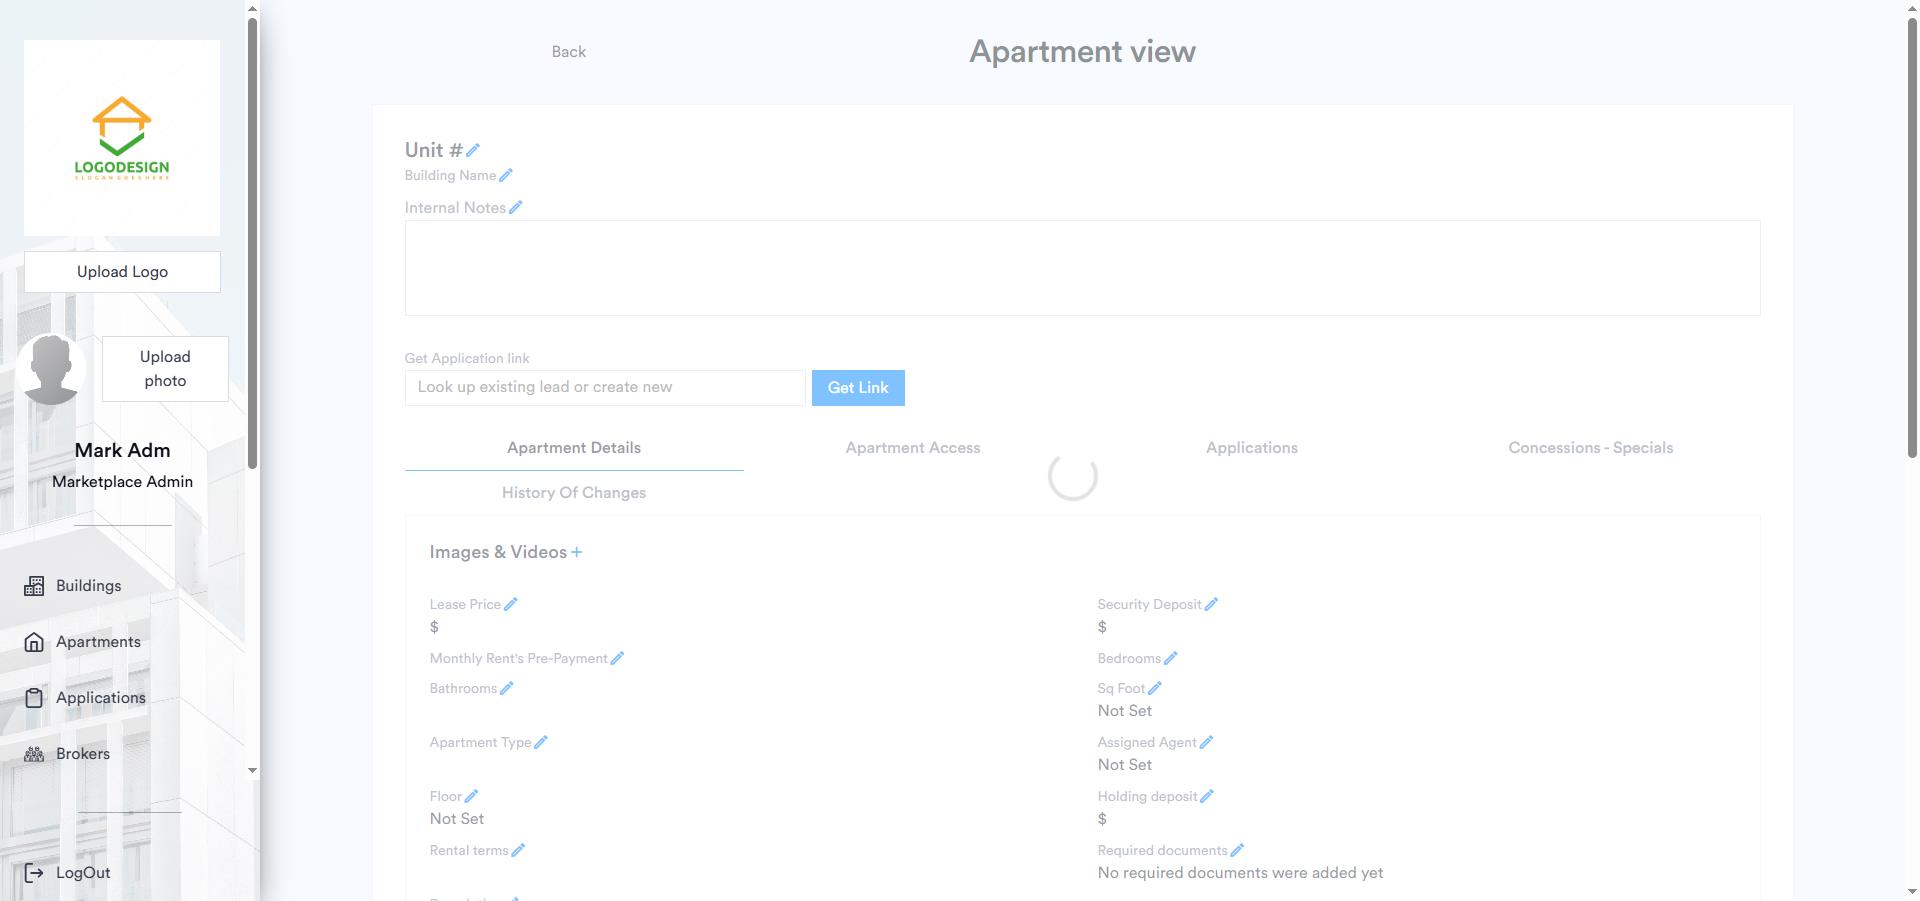 LOGODESIGN
SLOGAN GOES HERE
Upload Logo
Upload
photo
Mark Adm
Marketplace Admin
Buildings
Apartments
Applications
Brokers
LogOut
Back
Apartment view
Unit #
Building Name
Internal Notes
Get Application link
Look up existing lead or create new
Get Link
Apartment Details
Apartment Access
Applications
Concessions - Specials
History Of Changes
Images & Videos +
Lease Price
$
Security Deposit
$
Monthly Rent's Pre-Payment
Bedrooms
Bathrooms
Sq Foot
Not Set
Apartment Type
Assigned Agent
Not Set
Floor
Not Set
Holding deposit
$
Rental terms
Required documents
No required documents were added yet